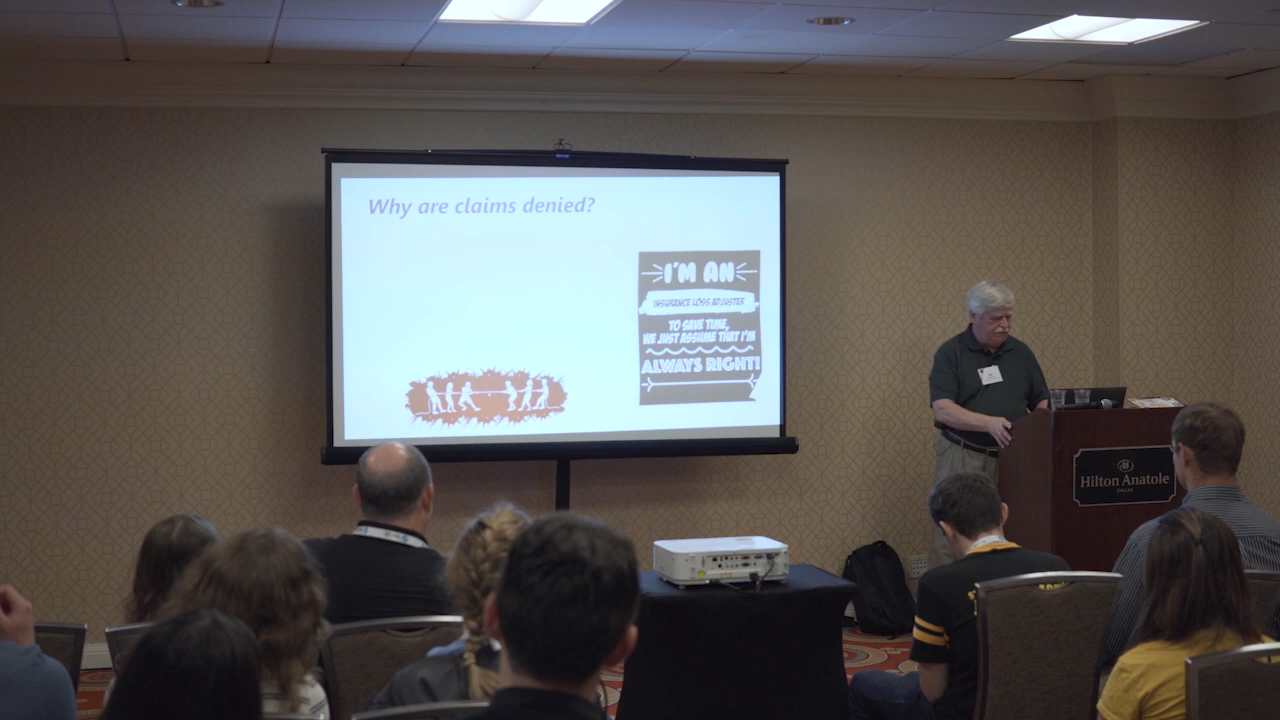 Why are claims denied?
I'M AN
INSURANCE LOSS ADJUSTER
TO SAVE TIME,
WE JUST ASSUME THAT I'M
ALWAYS RIGHT!
Hilton Anatole
DALLAS